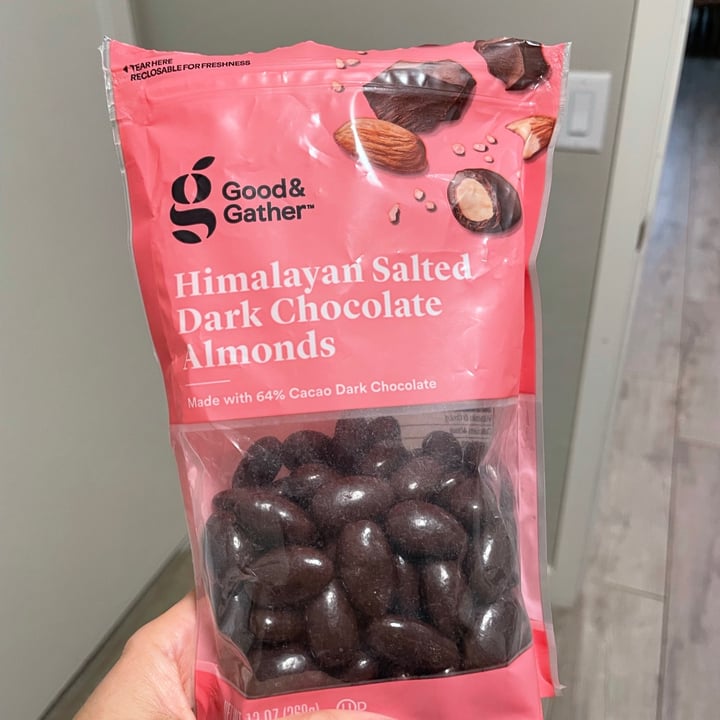 TEAR HERE
RECLOSABLE FOR FRESHNESS
g
Good &
Gather™
Himalayan Salted
Dark Chocolate
Almonds
Made with 64% Cacao Dark Chocolate